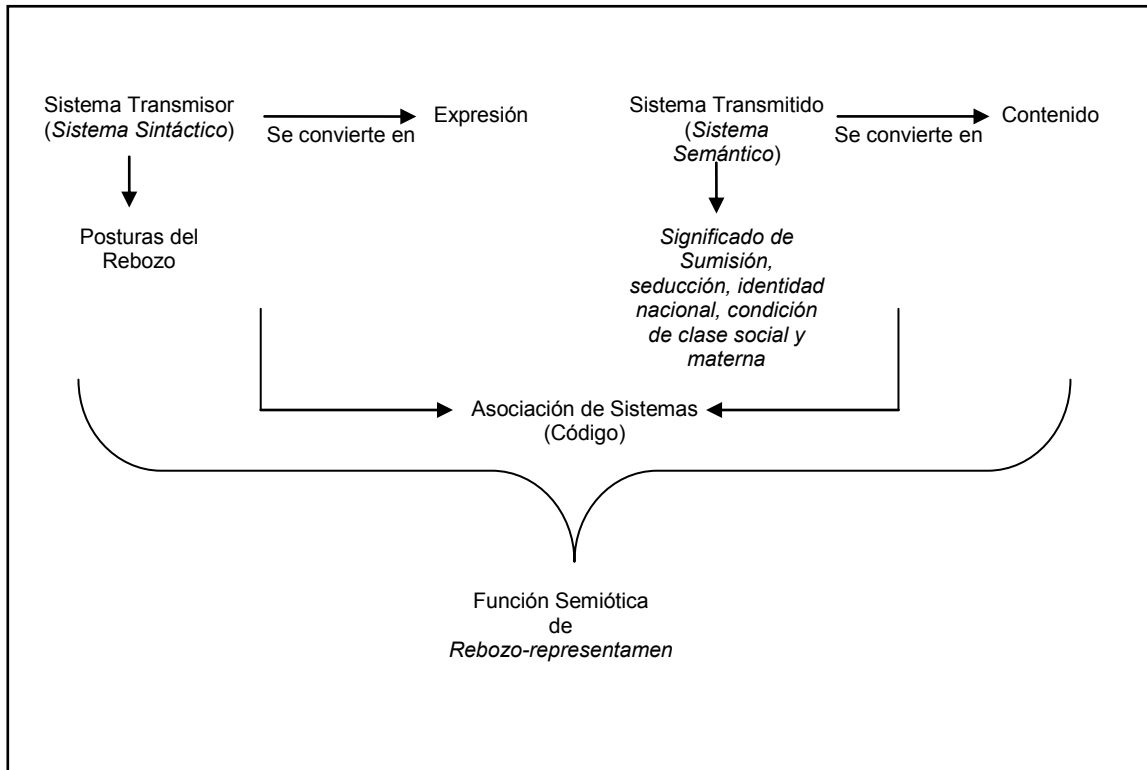 Sistema Transmisor
(Sistema Sintáctico)
Se convierte en
Expresión
Sistema Transmitido
(Sistema
Semántico)
Se convierte en
Contenido
Posturas del
Rebozo
Significado de
Sumisión,
seducción, identidad
nacional, condición
de clase social y
materna
Asociación de Sistemas
(Código)
Función Semiótica
de
Rebozo-representamen